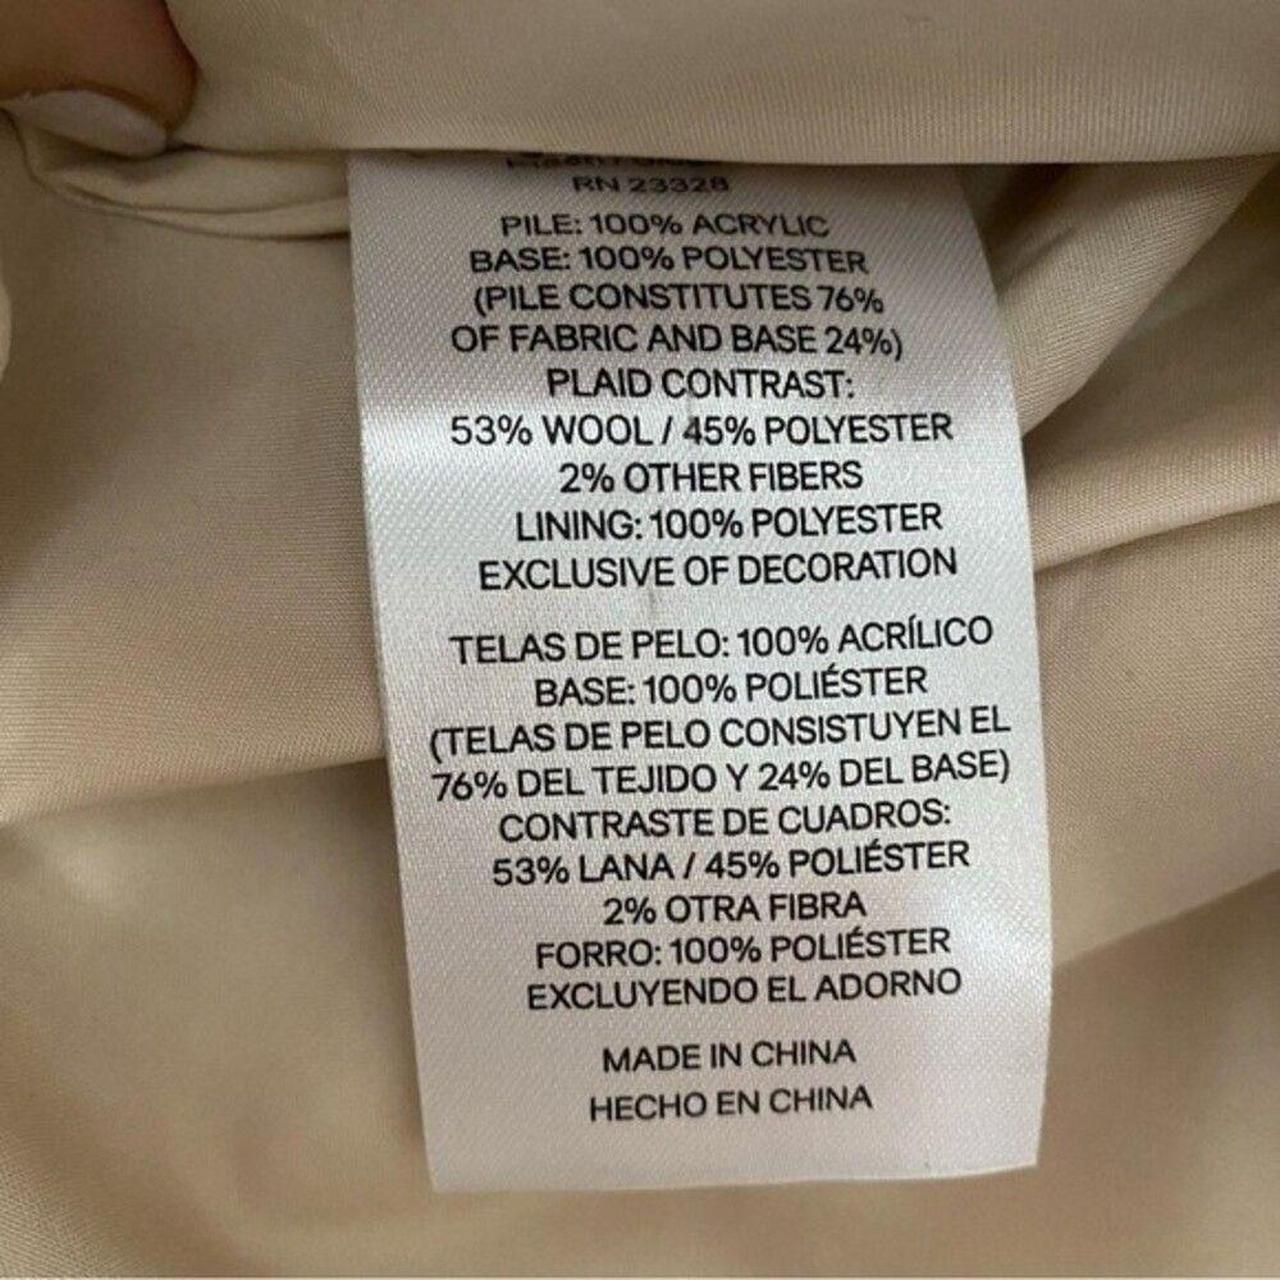 RN 23328
PILE: 100% ACRYLIC
BASE: 100% POLYESTER
(PILE CONSTITUTES 76%
OF FABRIC AND BASE 24%)
PLAID CONTRAST:
53% WOOL / 45% POLYESTER
2% OTHER FIBERS
LINING: 100% POLYESTER
EXCLUSIVE OF DECORATION
TELAS DE PELO: 100% ACRÍLICO
BASE: 100% POLIÉSTER
(TELAS DE PELO CONSISTUYEN EL
76% DEL TEJIDO Y 24% DEL BASE)
CONTRASTE DE CUADROS:
53% LANA / 45% POLIÉSTER
2% OTRA FIBRA
FORRO: 100% POLIÉSTER
EXCLUYENDO EL ADORNO
MADE IN CHINA
HECHO EN CHINA